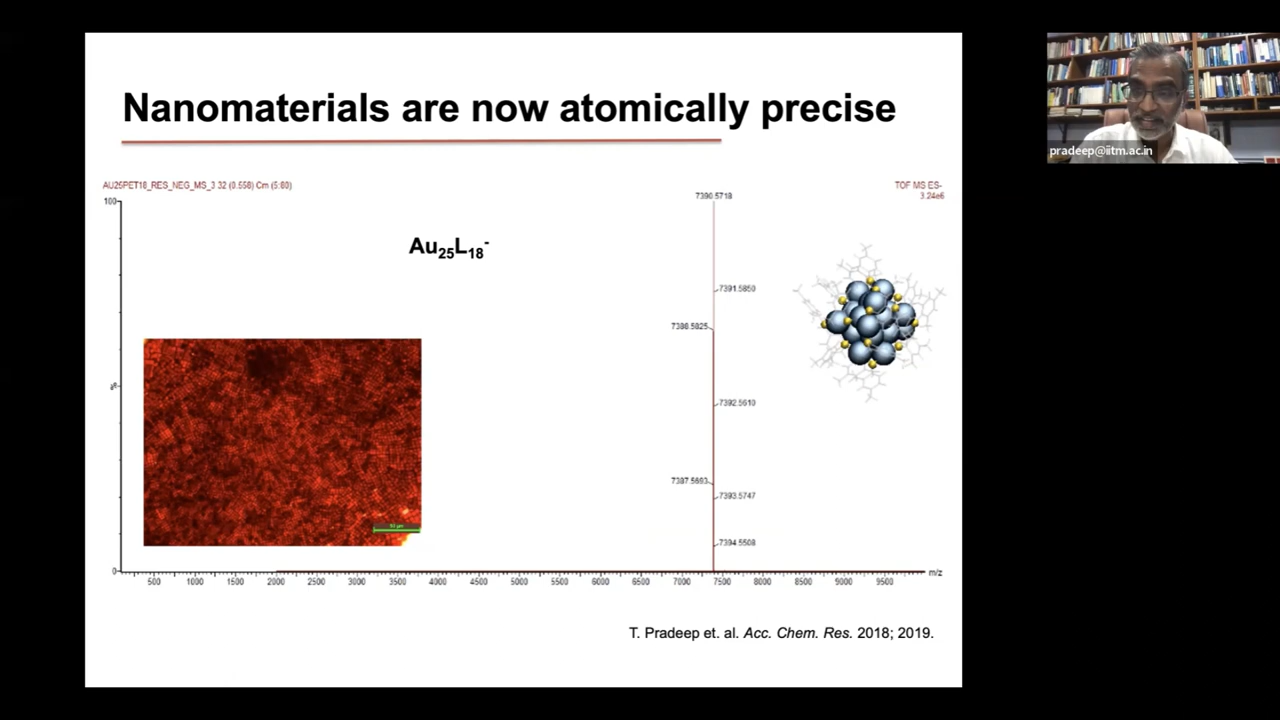 Nanomaterials are now atomically precise
pradeep@iitm.ac.in
AU25PET18_RES_NEG_MS_3 32 (0.558) Cm (5:80)
TOF MS ES-
3.24e6
7390.5718
100
Au25L18-
7391.5850
7388.5825
%
7392.5610
7387.5693
7393.5747
7394.5508
0
500 1000 1500 2000 2500 3000 3500 4000 4500 5000 5500 6000 6500 7000 7500 8000 8500 9000 9500
m/z
T. Pradeep et. al. Acc. Chem. Res. 2018; 2019.